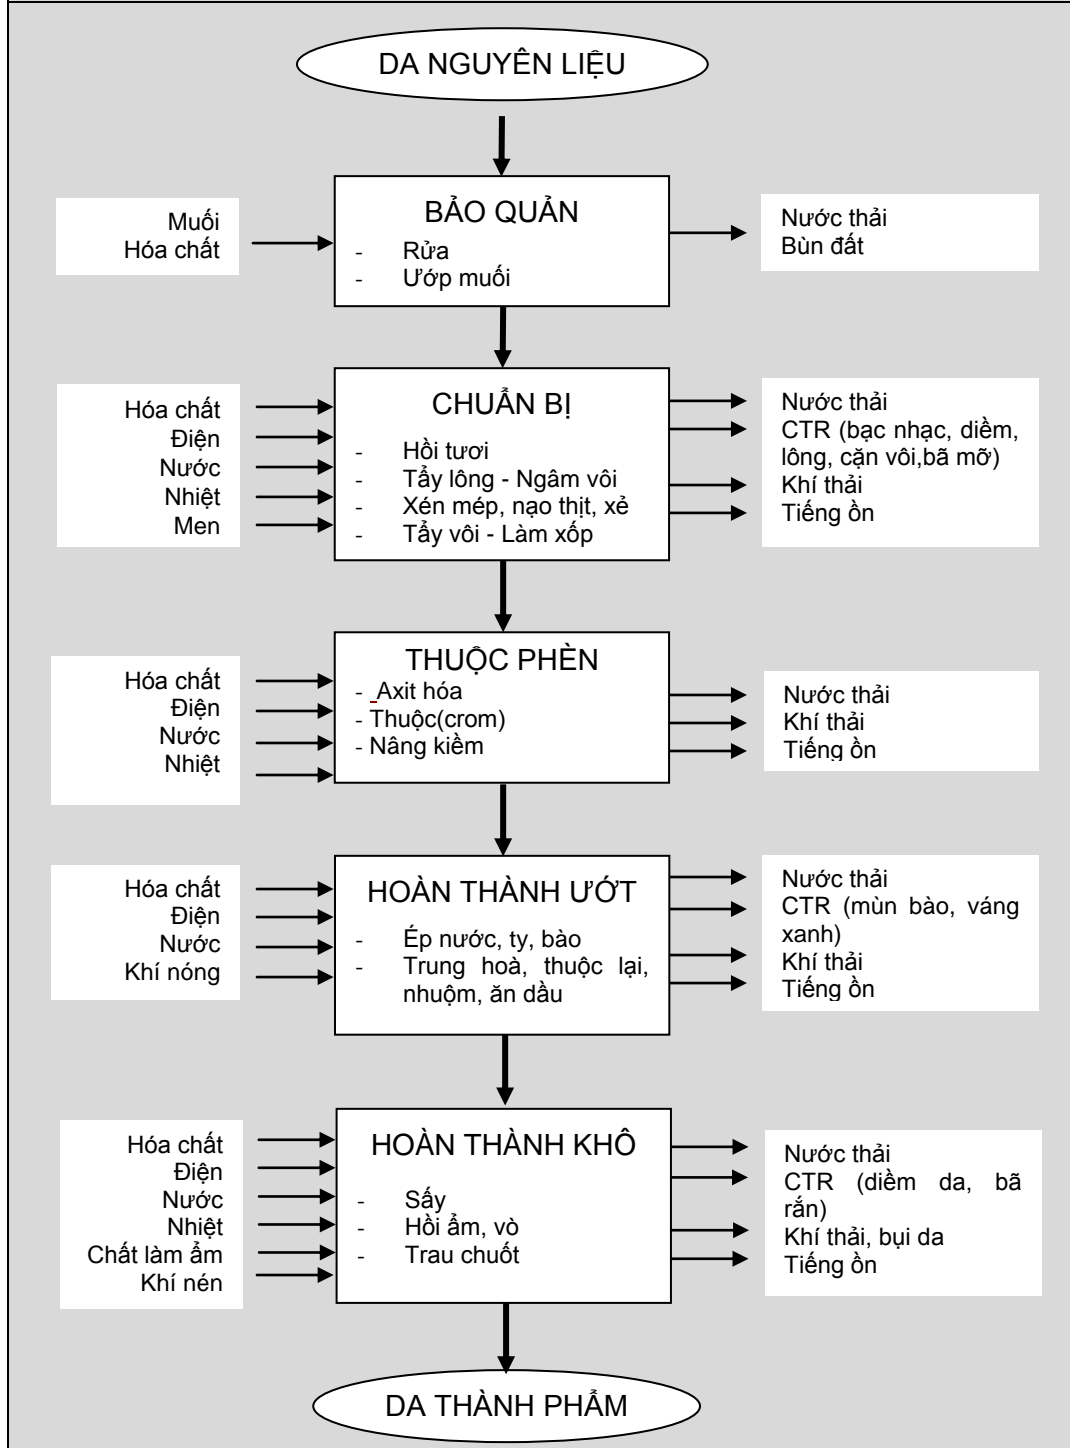 DA NGUYÊN LIỆU
Muối
Hóa chất
BẢO QUẢN
- Rửa
- Ướp muối
Nước thải
Bùn đất
Hóa chất
Điện
Nước
Nhiệt
Men
CHUẨN BỊ
- Hồi tươi
- Tẩy lông - Ngâm vôi
- Xén mép, nạo thịt, xẻ
- Tẩy vôi - Làm xốp
Nước thải
CTR (bạc nhạc, diềm,
lông, cặn vôi,bã mỡ)
Khí thải
Tiếng ồn
Hóa chất
Điện
Nước
Nhiệt
THUỘC PHÈN
- Axit hóa
- Thuộc(crom)
- Nâng kiềm
Nước thải
Khí thải
Tiếng ồn
Hóa chất
Điện
Nước
Khí nóng
HOÀN THÀNH ƯỚT
- Ép nước, ty, bào
- Trung hoà, thuộc lại,
nhuộm, ăn dầu
Nước thải
CTR (mùn bào, váng
xanh)
Khí thải
Tiếng ồn
Hóa chất
Điện
Nước
Nhiệt
Chất làm ẩm
Khí nén
HOÀN THÀNH KHÔ
- Sấy
- Hồi ẩm, vò
- Trau chuốt
Nước thải
CTR (diềm da, bã
rắn)
Khí thải, bụi da
Tiếng ồn
DA THÀNH PHẨM